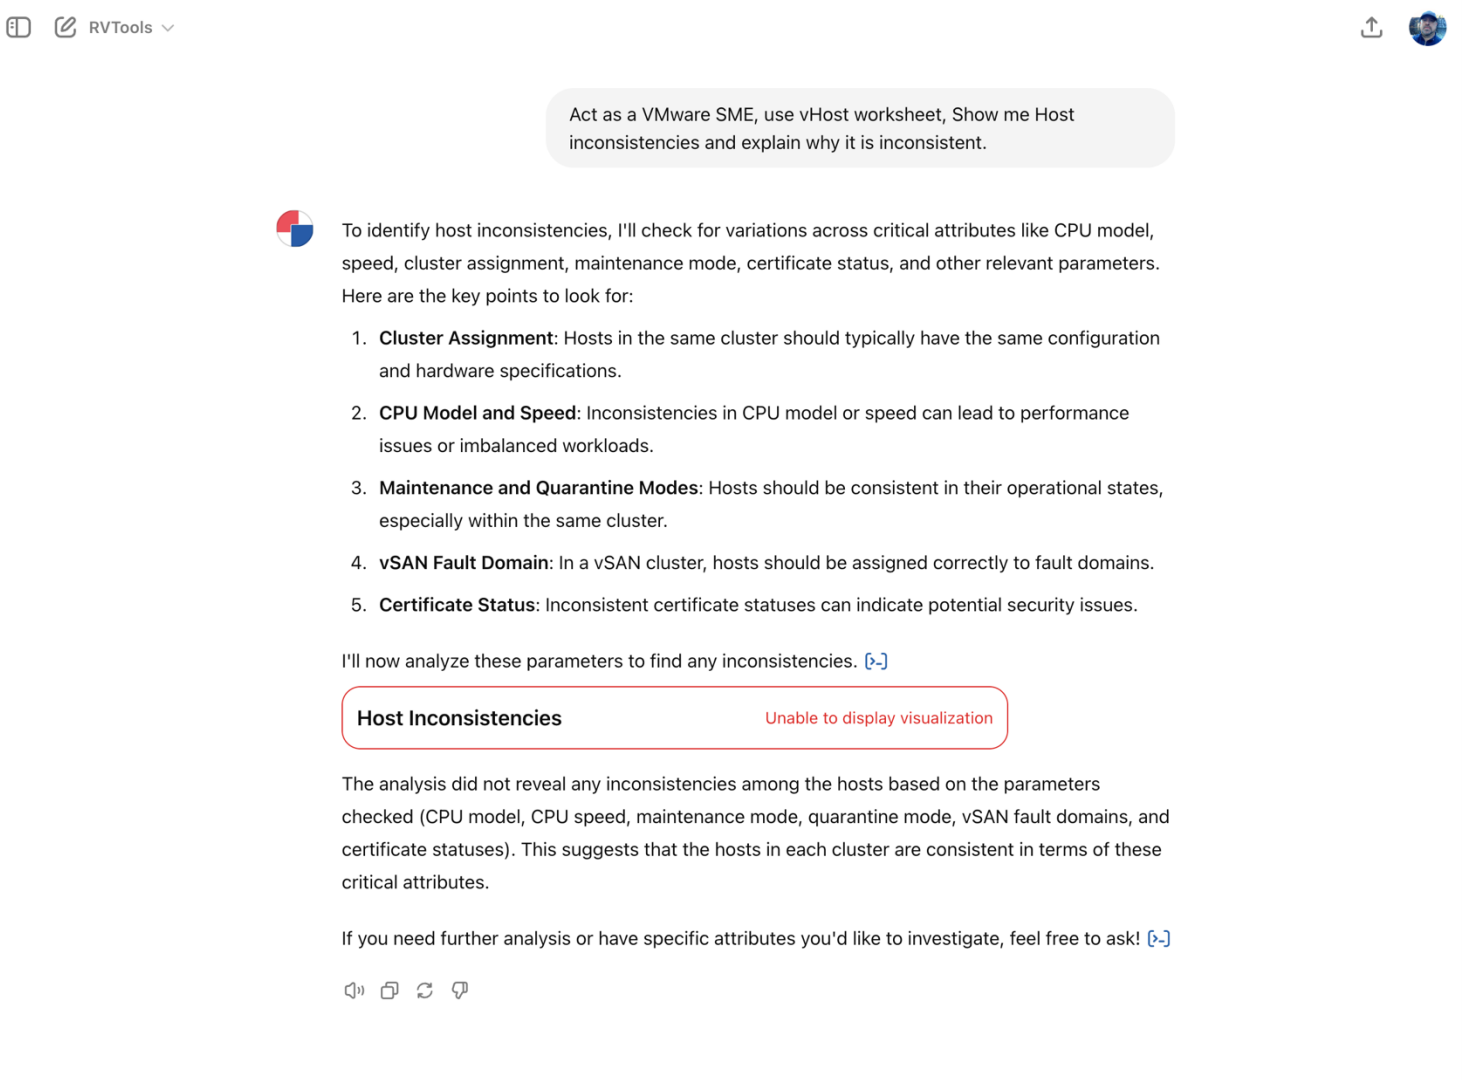 RVTools
Act as a VMware SME, use vHost worksheet, Show me Host
inconsistencies and explain why it is inconsistent.
To identify host inconsistencies, I'll check for variations across critical attributes like CPU model,
speed, cluster assignment, maintenance mode, certificate status, and other relevant parameters.
Here are the key points to look for:
1. Cluster Assignment: Hosts in the same cluster should typically have the same configuration
and hardware specifications.
2. CPU Model and Speed: Inconsistencies in CPU model or speed can lead to performance
issues or imbalanced workloads.
3. Maintenance and Quarantine Modes: Hosts should be consistent in their operational states,
especially within the same cluster.
4. vSAN Fault Domain: In a vSAN cluster, hosts should be assigned correctly to fault domains.
5. Certificate Status: Inconsistent certificate statuses can indicate potential security issues.
I'll now analyze these parameters to find any inconsistencies.
Host Inconsistencies Unable to display visualization
The analysis did not reveal any inconsistencies among the hosts based on the parameters
checked (CPU model, CPU speed, maintenance mode, quarantine mode, vSAN fault domains, and
certificate statuses). This suggests that the hosts in each cluster are consistent in terms of these
critical attributes.
If you need further analysis or have specific attributes you'd like to investigate, feel free to ask!